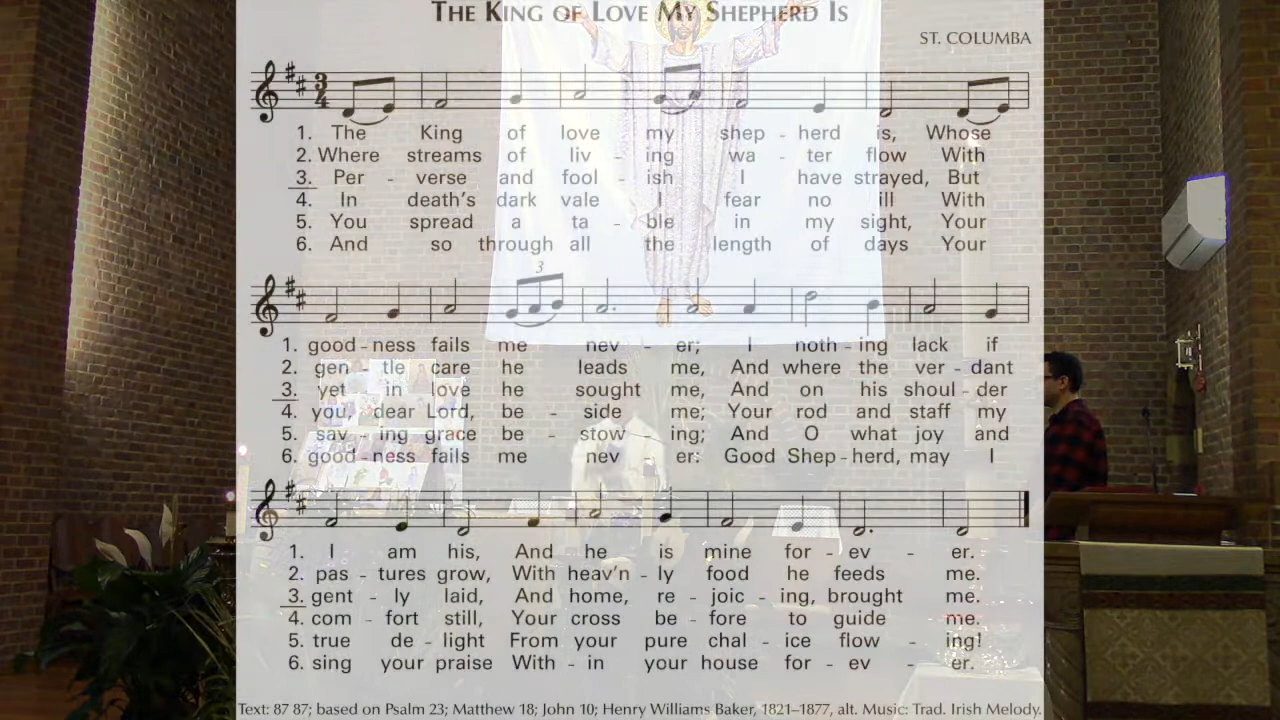 THE KING OF LOVE MY SHEPHERD IS
ST. COLUMBA
3
4
1. The King of love my shep - herd is, Whose
2. Where streams of liv - ing wa - ter flow With
3. Per - verse and fool - ish I have strayed, But
4. In death's dark vale I fear no ill With
5. You spread a ta - ble in my sight, Your
6. And so through all the length of days Your
3
1. good - ness fails me nev - er; I noth - ing lack if
2. gen - tle care he leads me, And where the ver - dant
3. yet in love he sought me, And on his shoul - der
4. you, dear Lord, be - side me; Your rod and staff my
5. sav - ing grace be - stow - ing; And O what joy and
6. good - ness fails me nev - er: Good Shep - herd, may I
1. I am his, And he is mine for - ev - er.
2. pas - tures grow, With heav'n - ly food he feeds me.
3. gent - ly laid, And home, re - joic - ing, brought me.
4. com - fort still, Your cross be - fore to guide me.
5. true de - light From your pure chal - ice flow - ing!
6. sing your praise With - in your house for - ev - er.
Text: 87 87; based on Psalm 23; Matthew 18; John 10; Henry Williams Baker, 1821–1877, alt. Music: Trad. Irish Melody.